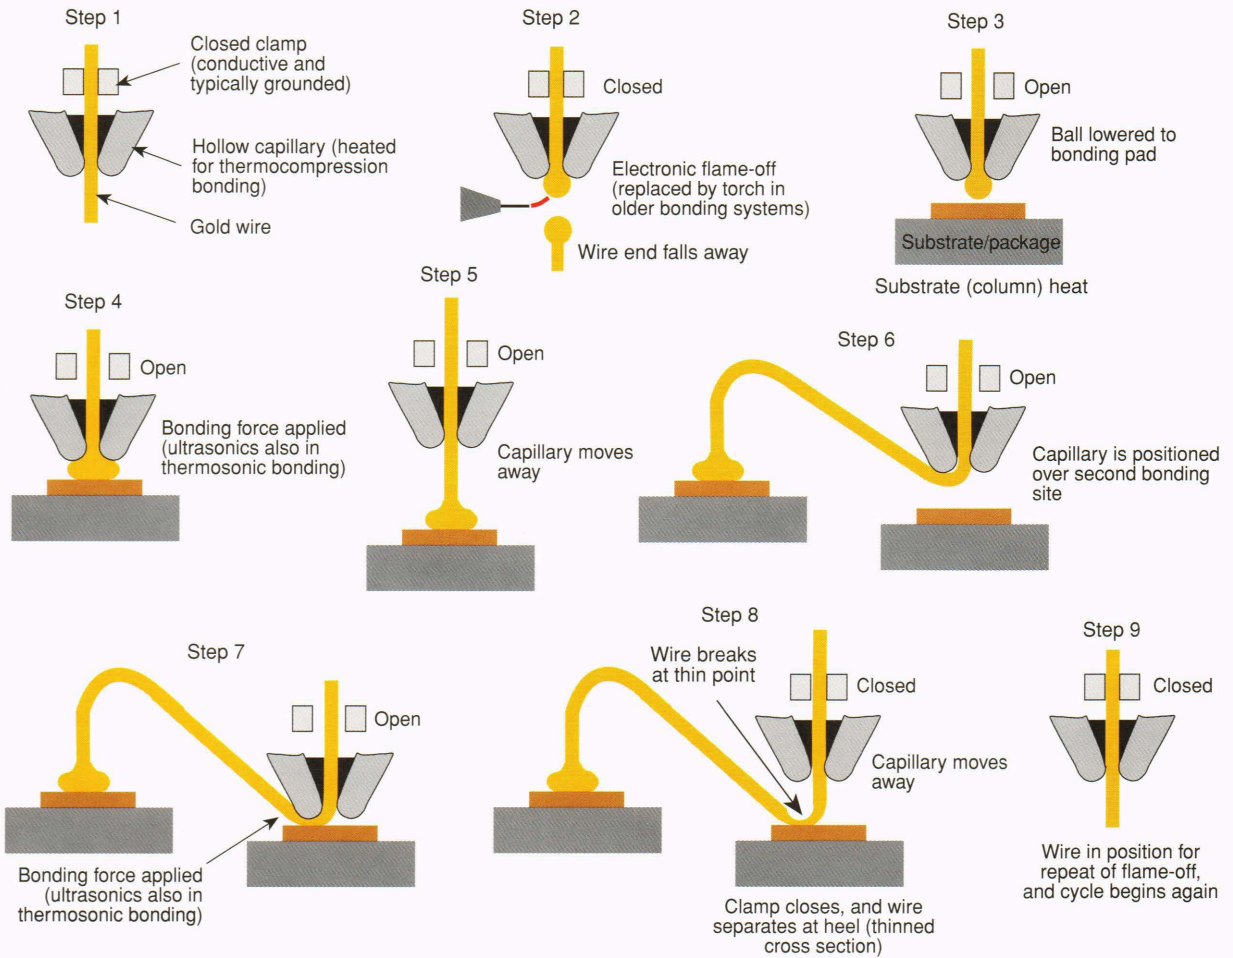 Step 1
Closed clamp
(conductive and
typically grounded)
Hollow capillary (heated
for thermocompression
bonding)
Gold wire
Step 2
Closed
Electronic flame-off
(replaced by torch in
older bonding systems)
Wire end falls away
Step 3
Open
Ball lowered to
bonding pad
Substrate/package
Substrate (column) heat
Step 4
Open
Bonding force applied
(ultrasonics also in
thermosonic bonding)
Step 5
Open
Capillary moves
away
Step 6
Open
Capillary is positioned
over second bonding
site
Step 7
Open
Bonding force applied
(ultrasonics also in
thermosonic bonding)
Step 8
Wire breaks
at thin point
Closed
Capillary moves
away
Clamp closes, and wire
separates at heel (thinned
cross section)
Step 9
Closed
Wire in position for
repeat of flame-off,
and cycle begins again